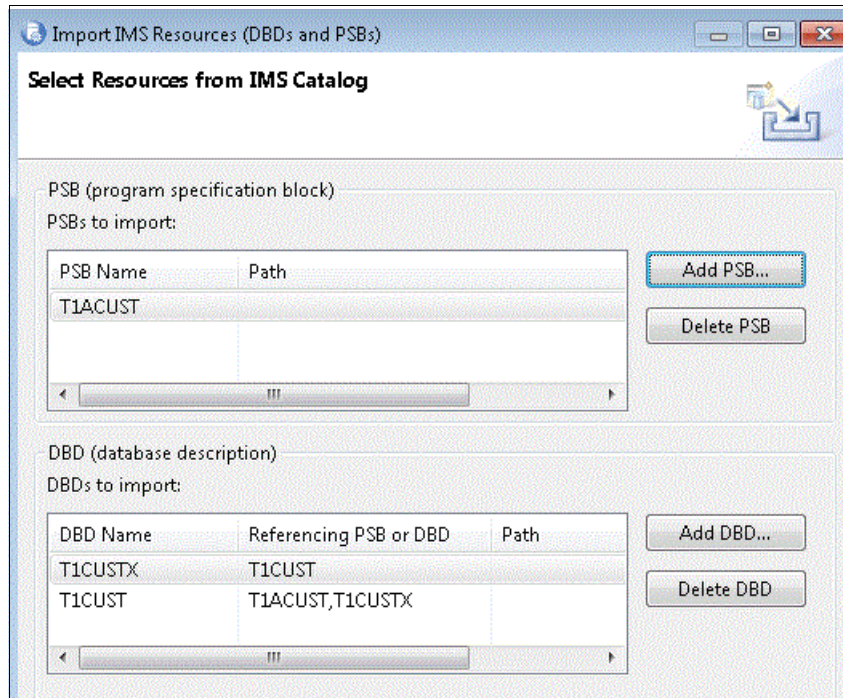 Import IMS Resources (DBDs and PSBs)
Select Resources from IMS Catalog
PSB (program specification block)
PSBs to import:
PSB Name Path
T1ACUST
Add PSB...
Delete PSB
DBD (database description)
DBDs to import:
DBD Name Referencing PSB or DBD Path
T1CUSTX T1CUST
T1CUST T1ACUST,T1CUSTX
Add DBD...
Delete DBD